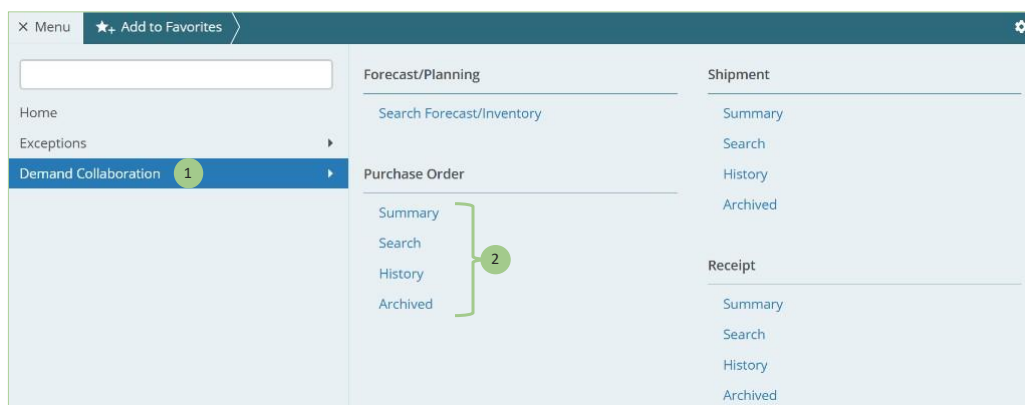 × Menu
★+ Add to Favorites
Home
Exceptions
Demand Collaboration 1
Forecast/Planning
Search Forecast/Inventory
Purchase Order
Summary
Search
History
Archived
2
Shipment
Summary
Search
History
Archived
Receipt
Summary
Search
History
Archived